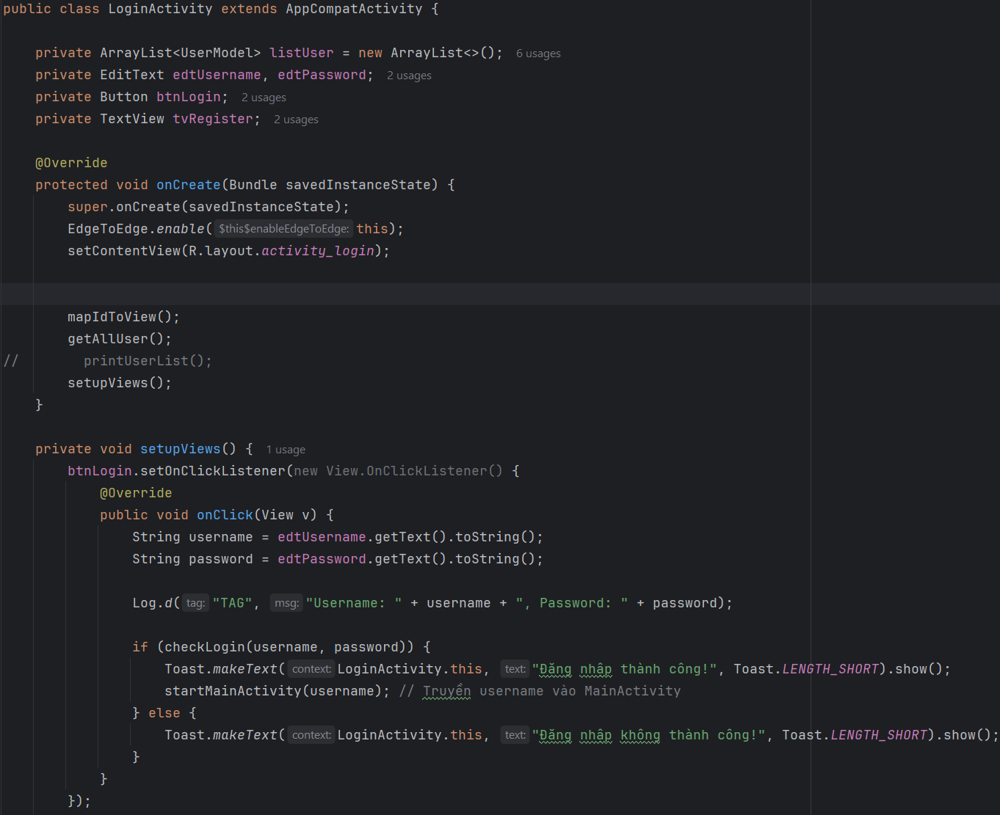 public class LoginActivity extends AppCompatActivity {
private ArrayList<UserModel> listUser = new ArrayList<>(); 6 usages
private EditText edtUsername, edtPassword; 2 usages
private Button btnLogin; 2 usages
private TextView tvRegister; 2 usages
@Override
protected void onCreate(Bundle savedInstanceState) {
super.onCreate(savedInstanceState);
EdgeToEdge.enable( $this$enableEdgeToEdge: this);
setContentView(R.layout.activity_login);
mapIdToView();
getAllUser();
// printUserList();
setupViews();
}
private void setupViews() { 1 usage
btnLogin.setOnClickListener(new View.OnClickListener() {
@Override
public void onClick(View v) {
String username = edtUsername.getText().toString();
String password = edtPassword.getText().toString();
Log.d( tag: "TAG", msg: "Username: " + username + ", Password: " + password);
if (checkLogin(username, password)) {
Toast.makeText( context: LoginActivity.this, text: "Đăng nhâp thành công!", Toast.LENGTH_SHORT).show();
startMainActivity(username); // Truyền username vào MainActivity
} else {
Toast.makeText( context: LoginActivity.this, text: "Đăng nhâp không thành công!", Toast.LENGTH_SHORT).show();
}
}
});